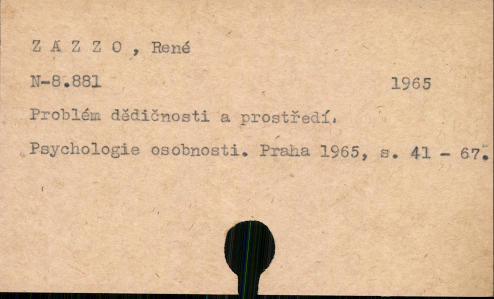 Z A Z Z O , René
N-8.881 1965
Problém dědičnosti a prostředí.
Psychologie osobnosti. Praha 1965, s. 41 - 67.